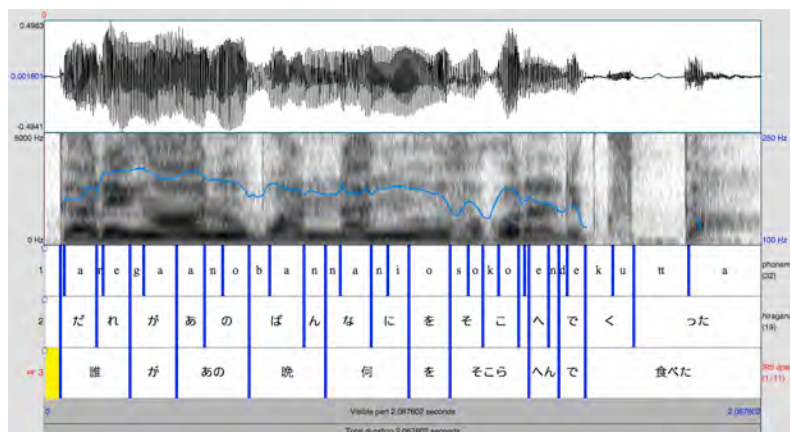 0
0.4963
0.001601
-0.4941
5000 Hz
250 Hz
0 Hz
100 Hz
1 a r e g a a n o b a n n a n i o s o k o e n d e k u tt a phonem (32)
2 だ れ が あ の ば ん な に を そ こ へ で く った hiragana (19)
3 誰 が あの 晩 何 を そこら へん で 食べた (1/11)
0 Visible part 2.067602 seconds 2.067602
Total duration 2.067602 seconds